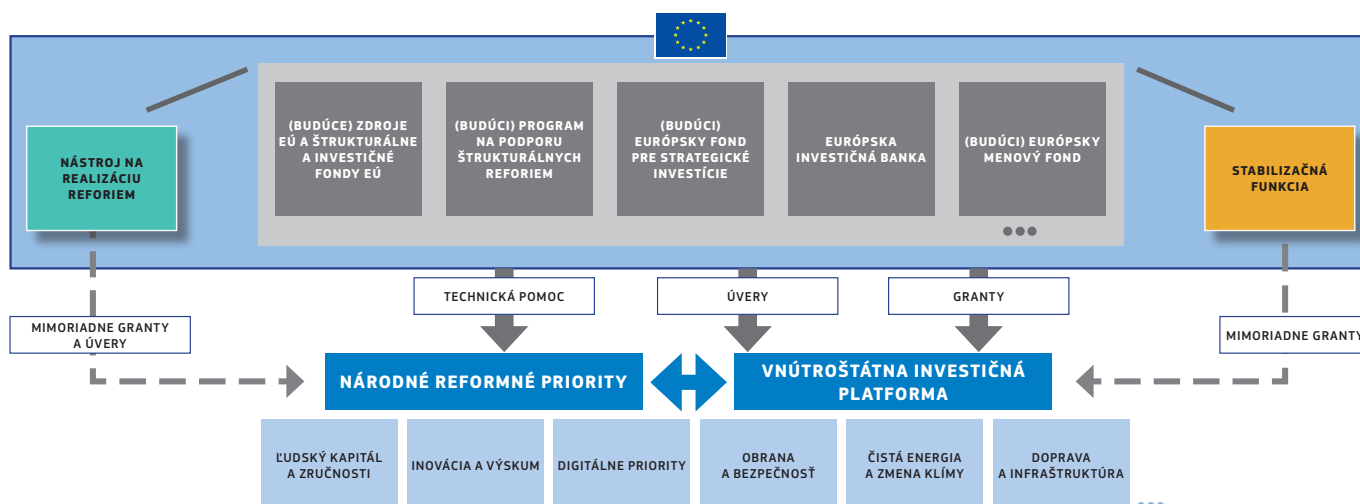 (BUDÚCE) ZDROJE
EÚ A ŠTRUKTURÁLNE
A INVESTIČNÉ
FONDY EÚ
(BUDÚCI) PROGRAM
NA PODPORU
ŠTRUKTURÁLNYCH
REFORIEM
(BUDÚCI)
EURÓPSKY FOND
PRE STRATEGICKÉ
INVESTÍCIE
EURÓPSKA
INVESTIČNÁ BANKA
(BUDÚCI) EURÓPSKY
MENOVÝ FOND
NÁSTROJ NA
REALIZÁCIU
REFORIEM
STABILIZAČNÁ
FUNKCIA
TECHNICKÁ POMOC
ÚVERY
GRANTY
MIMORIADNE GRANTY
A ÚVERY
MIMORIADNE GRANTY
NÁRODNÉ REFORMNÉ PRIORITY
VNÚTROŠTÁTNA INVESTIČNÁ
PLATFORMA
ĽUDSKÝ KAPITÁL
A ZRUČNOSTI
INOVÁCIA A VÝSKUM
DIGITÁLNE PRIORITY
OBRANA
A BEZPEČNOSŤ
ČISTÁ ENERGIA
A ZMENA KLÍMY
DOPRAVA
A INFRAŠTRUKTÚRA